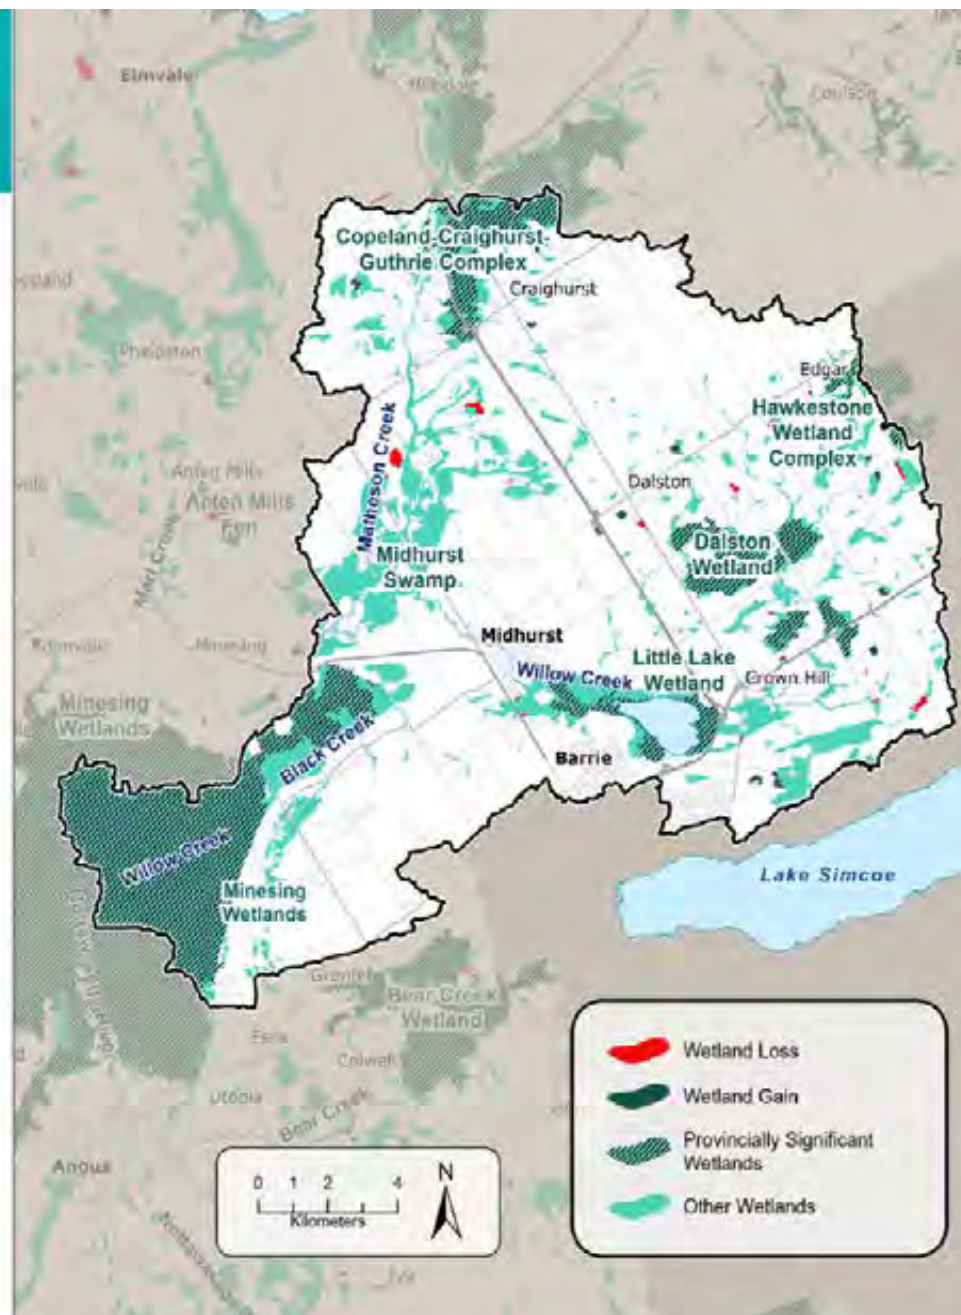 Elmvale
Hillsdale
Coulson
Copeland-Craighurst-
Guthrie Complex
Craighurst
Phelpston
Edgar
Hawkestone
Wetland
Complex
Matheson Creek
Anten Mills
Anten Mills
Fen
Marl Creek
Dalston
Dalston
Wetland
Midhurst
Swamp
Midhurst
Minesing
Willow Creek
Little Lake
Wetland
Crown Hill
Minesing
Wetlands
Black Creek
Barrie
Willow Creek
Lake Simcoe
Minesing
Wetlands
Grenfel
Bear Creek
Wetland
Colwell
Utopia
Bear Creek
Angus
Ivy
Wetland Loss
Wetland Gain
Provincially Significant
Wetlands
Other Wetlands
N
0 1 2 4
Kilometers